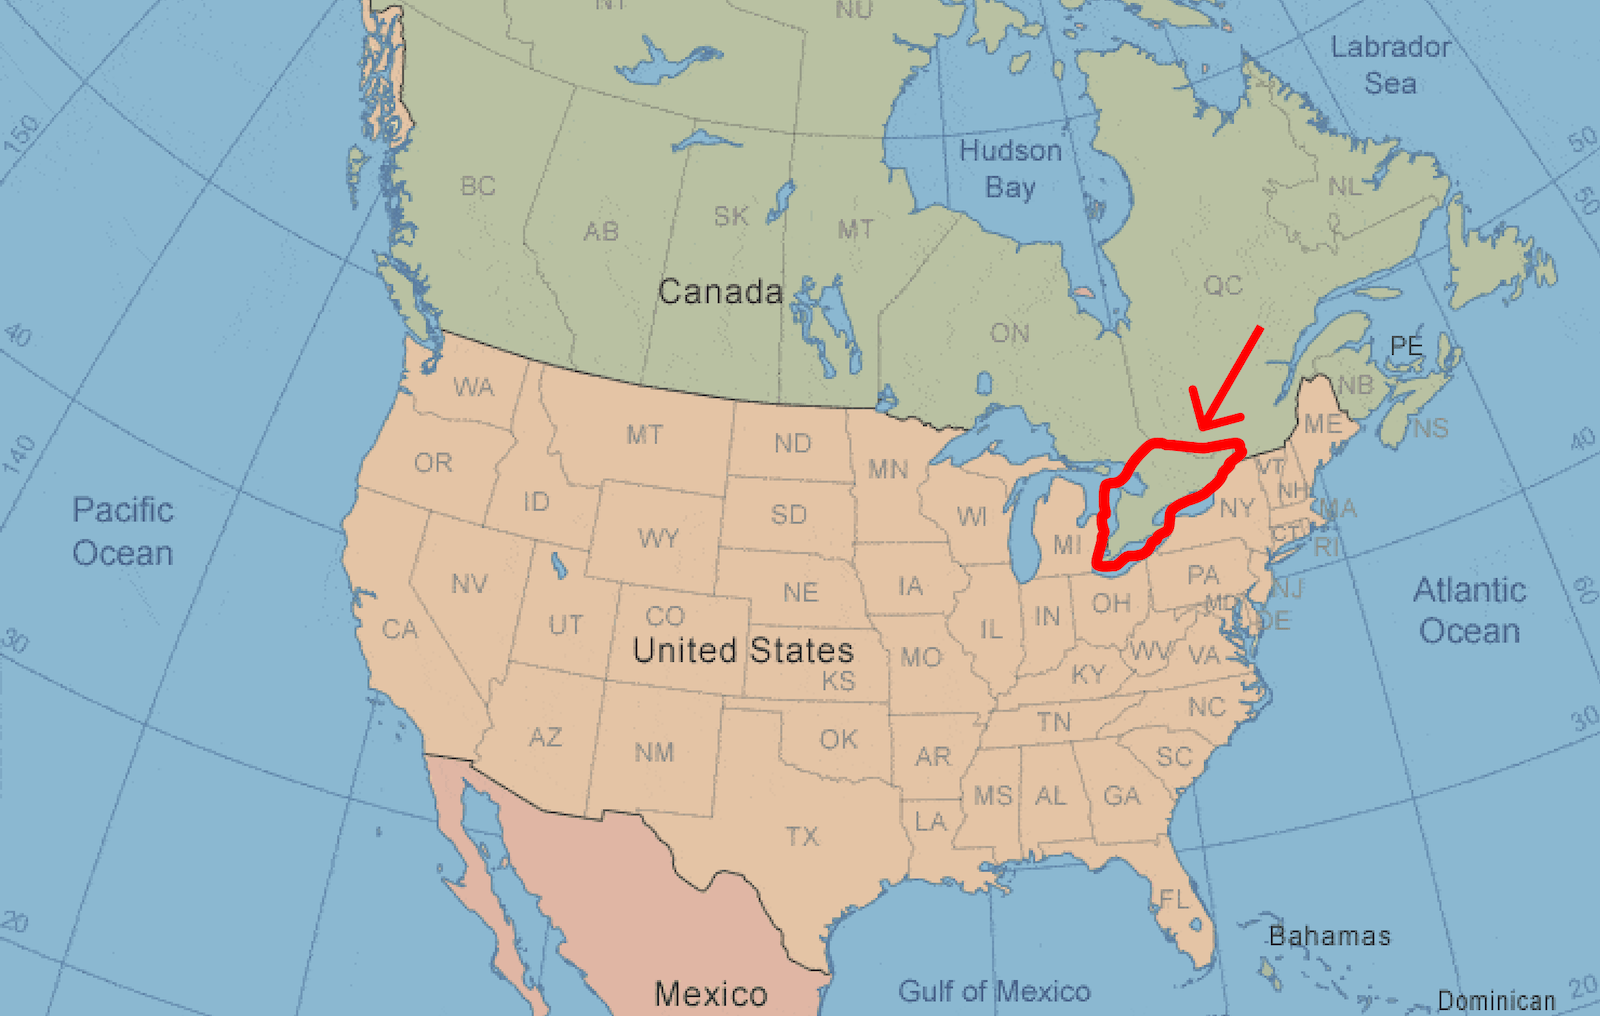 NT
NU
Labrador
Sea
150
50
Hudson
Bay
BC
AB
SK
MT
NL
50
QC
Canada
40
ON
PE
WA
MT
ND
MN
NB
ME
NS
140
OR
ID
SD
WI
MI
VT
NH
NY
MA
40
Pacific
Ocean
WY
CT
RI
NV
UT
CO
NE
IA
IL
IN
OH
PA
NJ
MD
DE
Atlantic
Ocean
60
30
CA
United States
KS
MO
WV
VA
KY
NC
30
AZ
NM
OK
TN
AR
SC
MS
AL
GA
TX
LA
FL
20
Bahamas
Mexico
Gulf of Mexico
Dominican
20